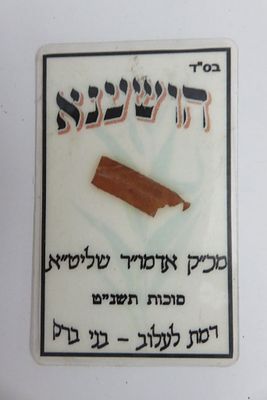 בס"ד
הושענא
מכ"ק אדמו"ר שליט"א
סוכות תשנ"ט
רמת לעלוב - בני ברק